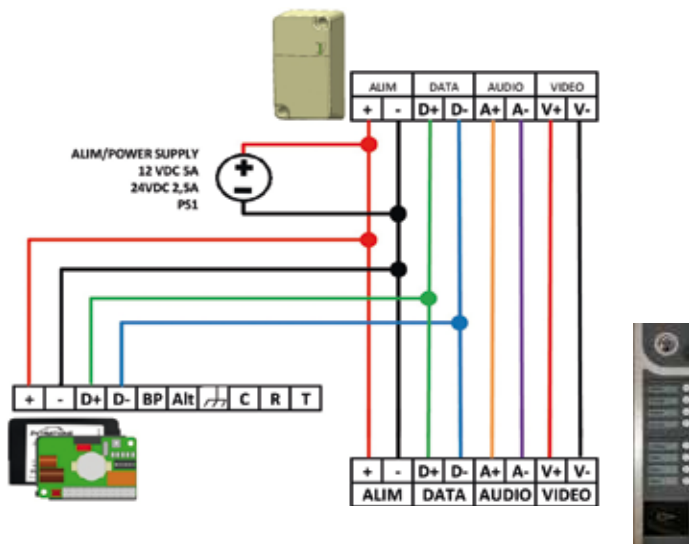 ALIM DATA AUDIO VIDEO
+ - D+ D- A+ A- V+ V-
ALIM/POWER SUPPLY
12 VDC 5A
24VDC 2,5A
PS1
+
−
+ - D+ D- BP Alt C R T
+ - D+ D- A+ A- V+ V-
ALIM DATA AUDIO VIDEO